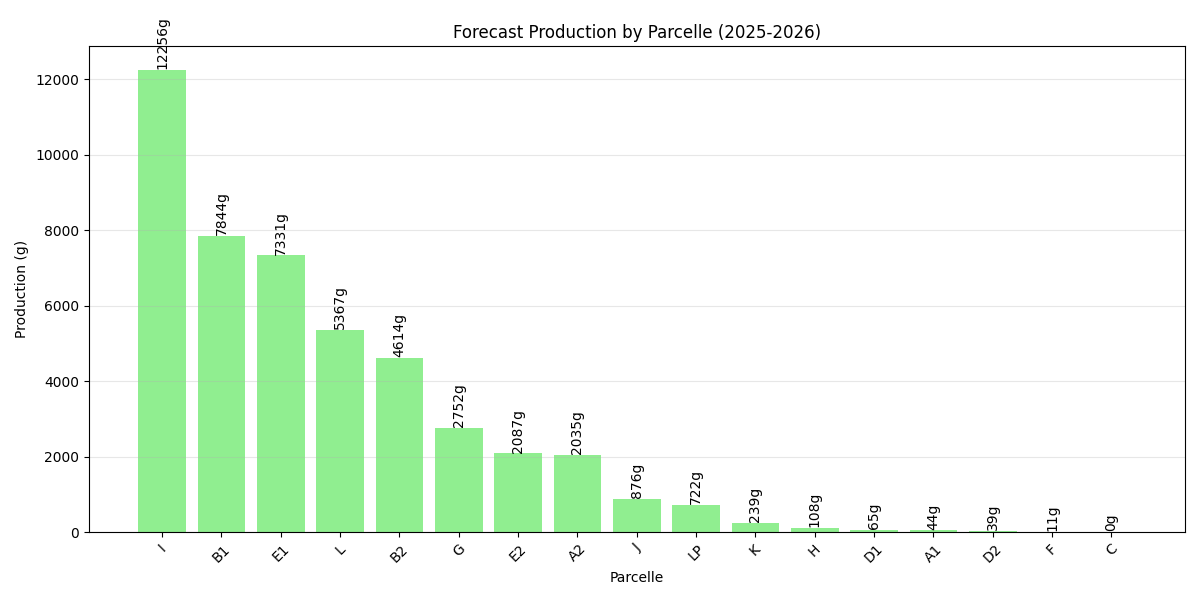 Forecast Production by Parcelle (2025-2026)
Production (g)
12000
10000
8000
6000
4000
2000
0
12256g
7844g
7331g
5367g
4614g
2752g
2087g
2035g
876g
722g
239g
108g
65g
44g
39g
11g
0g
I
B1
E1
L
B2
G
E2
A2
J
LP
K
H
D1
A1
D2
F
C
Parcelle